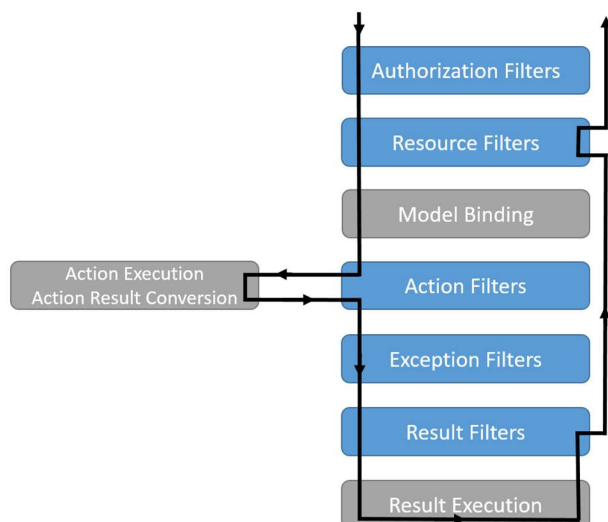 Authorization Filters
Resource Filters
Model Binding
Action Execution
Action Result Conversion
Action Filters
Exception Filters
Result Filters
Result Execution